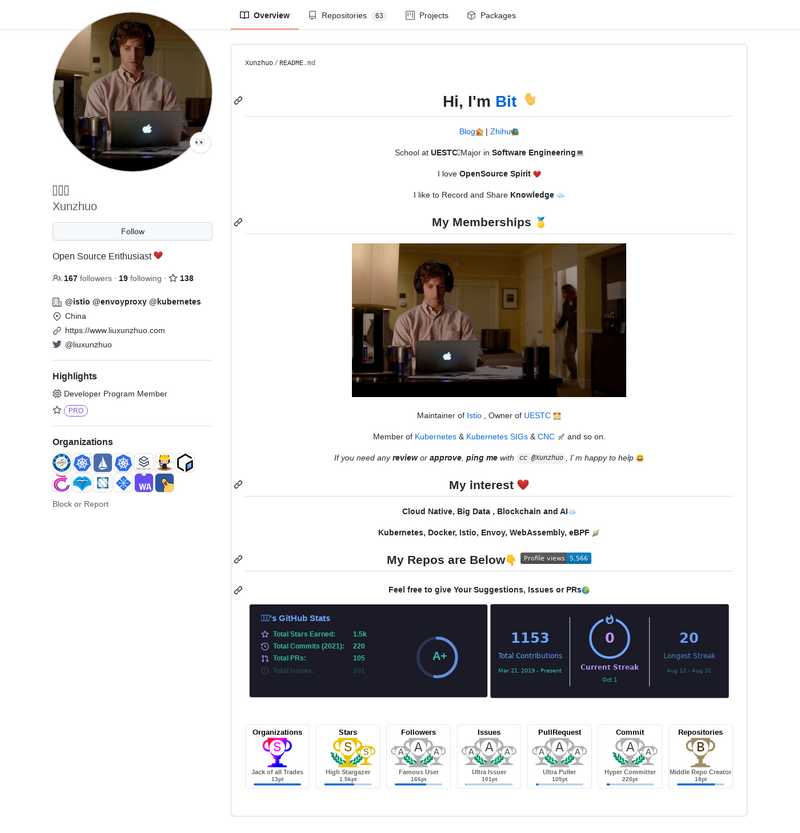 Overview
Repositories 63
Projects
Packages
Xunzhuo
Follow
Open Source Enthusiast
167 followers · 19 following · 138
@istio @envoyproxy @kubernetes
China
https://www.liuxunzhuo.com
@liuxunzhuo
Highlights
Developer Program Member
PRO
Organizations
WA
Block or Report
Xunzhuo / README.md
Hi, I'm Bit 👋
Blog🏠 | Zhihu
School at UESTC Major in Software Engineering💻
I love OpenSource Spirit ❤️
I like to Record and Share Knowledge
My Memberships 🏅
Maintainer of Istio , Owner of UESTC
Member of Kubernetes & Kubernetes SIGs & CNC and so on.
If you need any review or approve, ping me with cc @Xunzhuo , I'm happy to help 😄
My interest ❤️
Cloud Native, Big Data , Blockchain and AI
Kubernetes, Docker, Istio, Envoy, WebAssembly, eBPF
My Repos are Below👇 Profile views 5,566
Feel free to give Your Suggestions, Issues or PRs
's GitHub Stats
Total Stars Earned: 1.5k
Total Commits (2021): 220
Total PRs: 105
Total Issues: 101
A+
1153
Total Contributions
Mar 21, 2019 - Present
0
Current Streak
Oct 1
20
Longest Streak
Aug 12 - Aug 31
Organizations
S
Jack of all Trades
13pt
Stars
S S
High Stargazer
1.5kpt
Followers
A A A
Famous User
166pt
Issues
A A A
Ultra Issuer
101pt
PullRequest
A A A
Ultra Puller
105pt
Commit
A A
Hyper Committer
220pt
Repositories
B
Middle Repo Creator
18pt